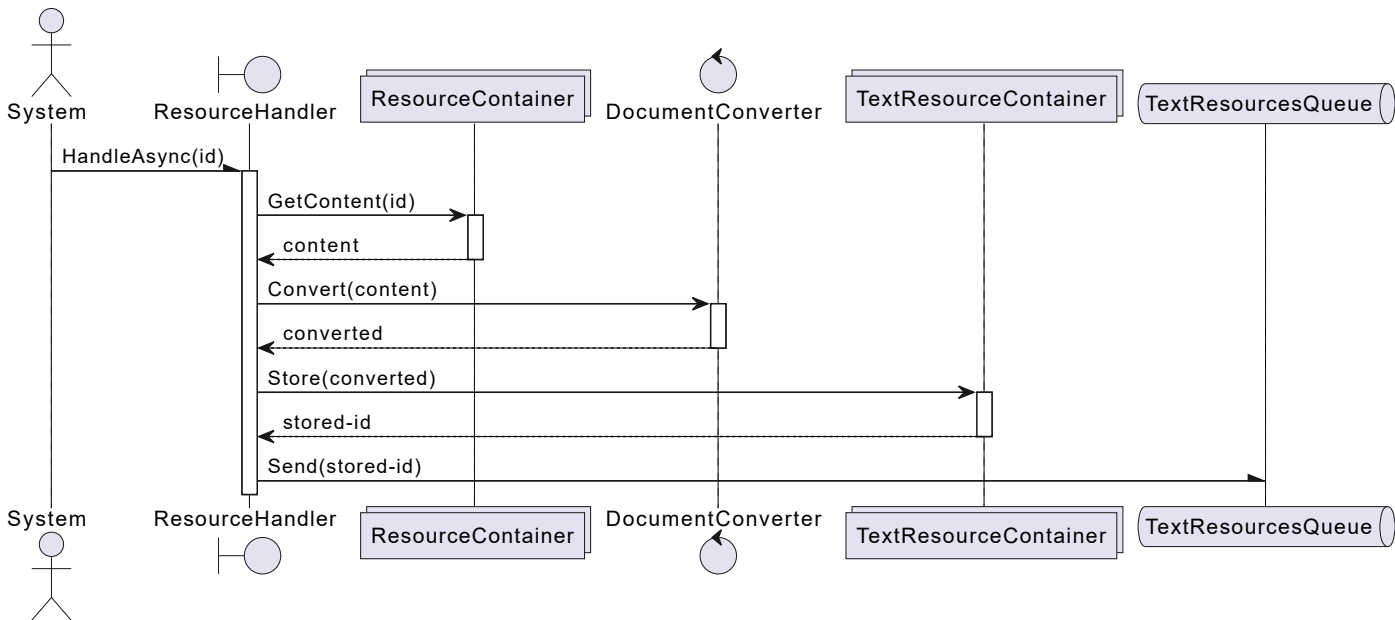 System
ResourceHandler
ResourceContainer
DocumentConverter
TextResourceContainer
TextResourcesQueue
HandleAsync(id)
GetContent(id)
content
Convert(content)
converted
Store(converted)
stored-id
Send(stored-id)
System
ResourceHandler
ResourceContainer
DocumentConverter
TextResourceContainer
TextResourcesQueue